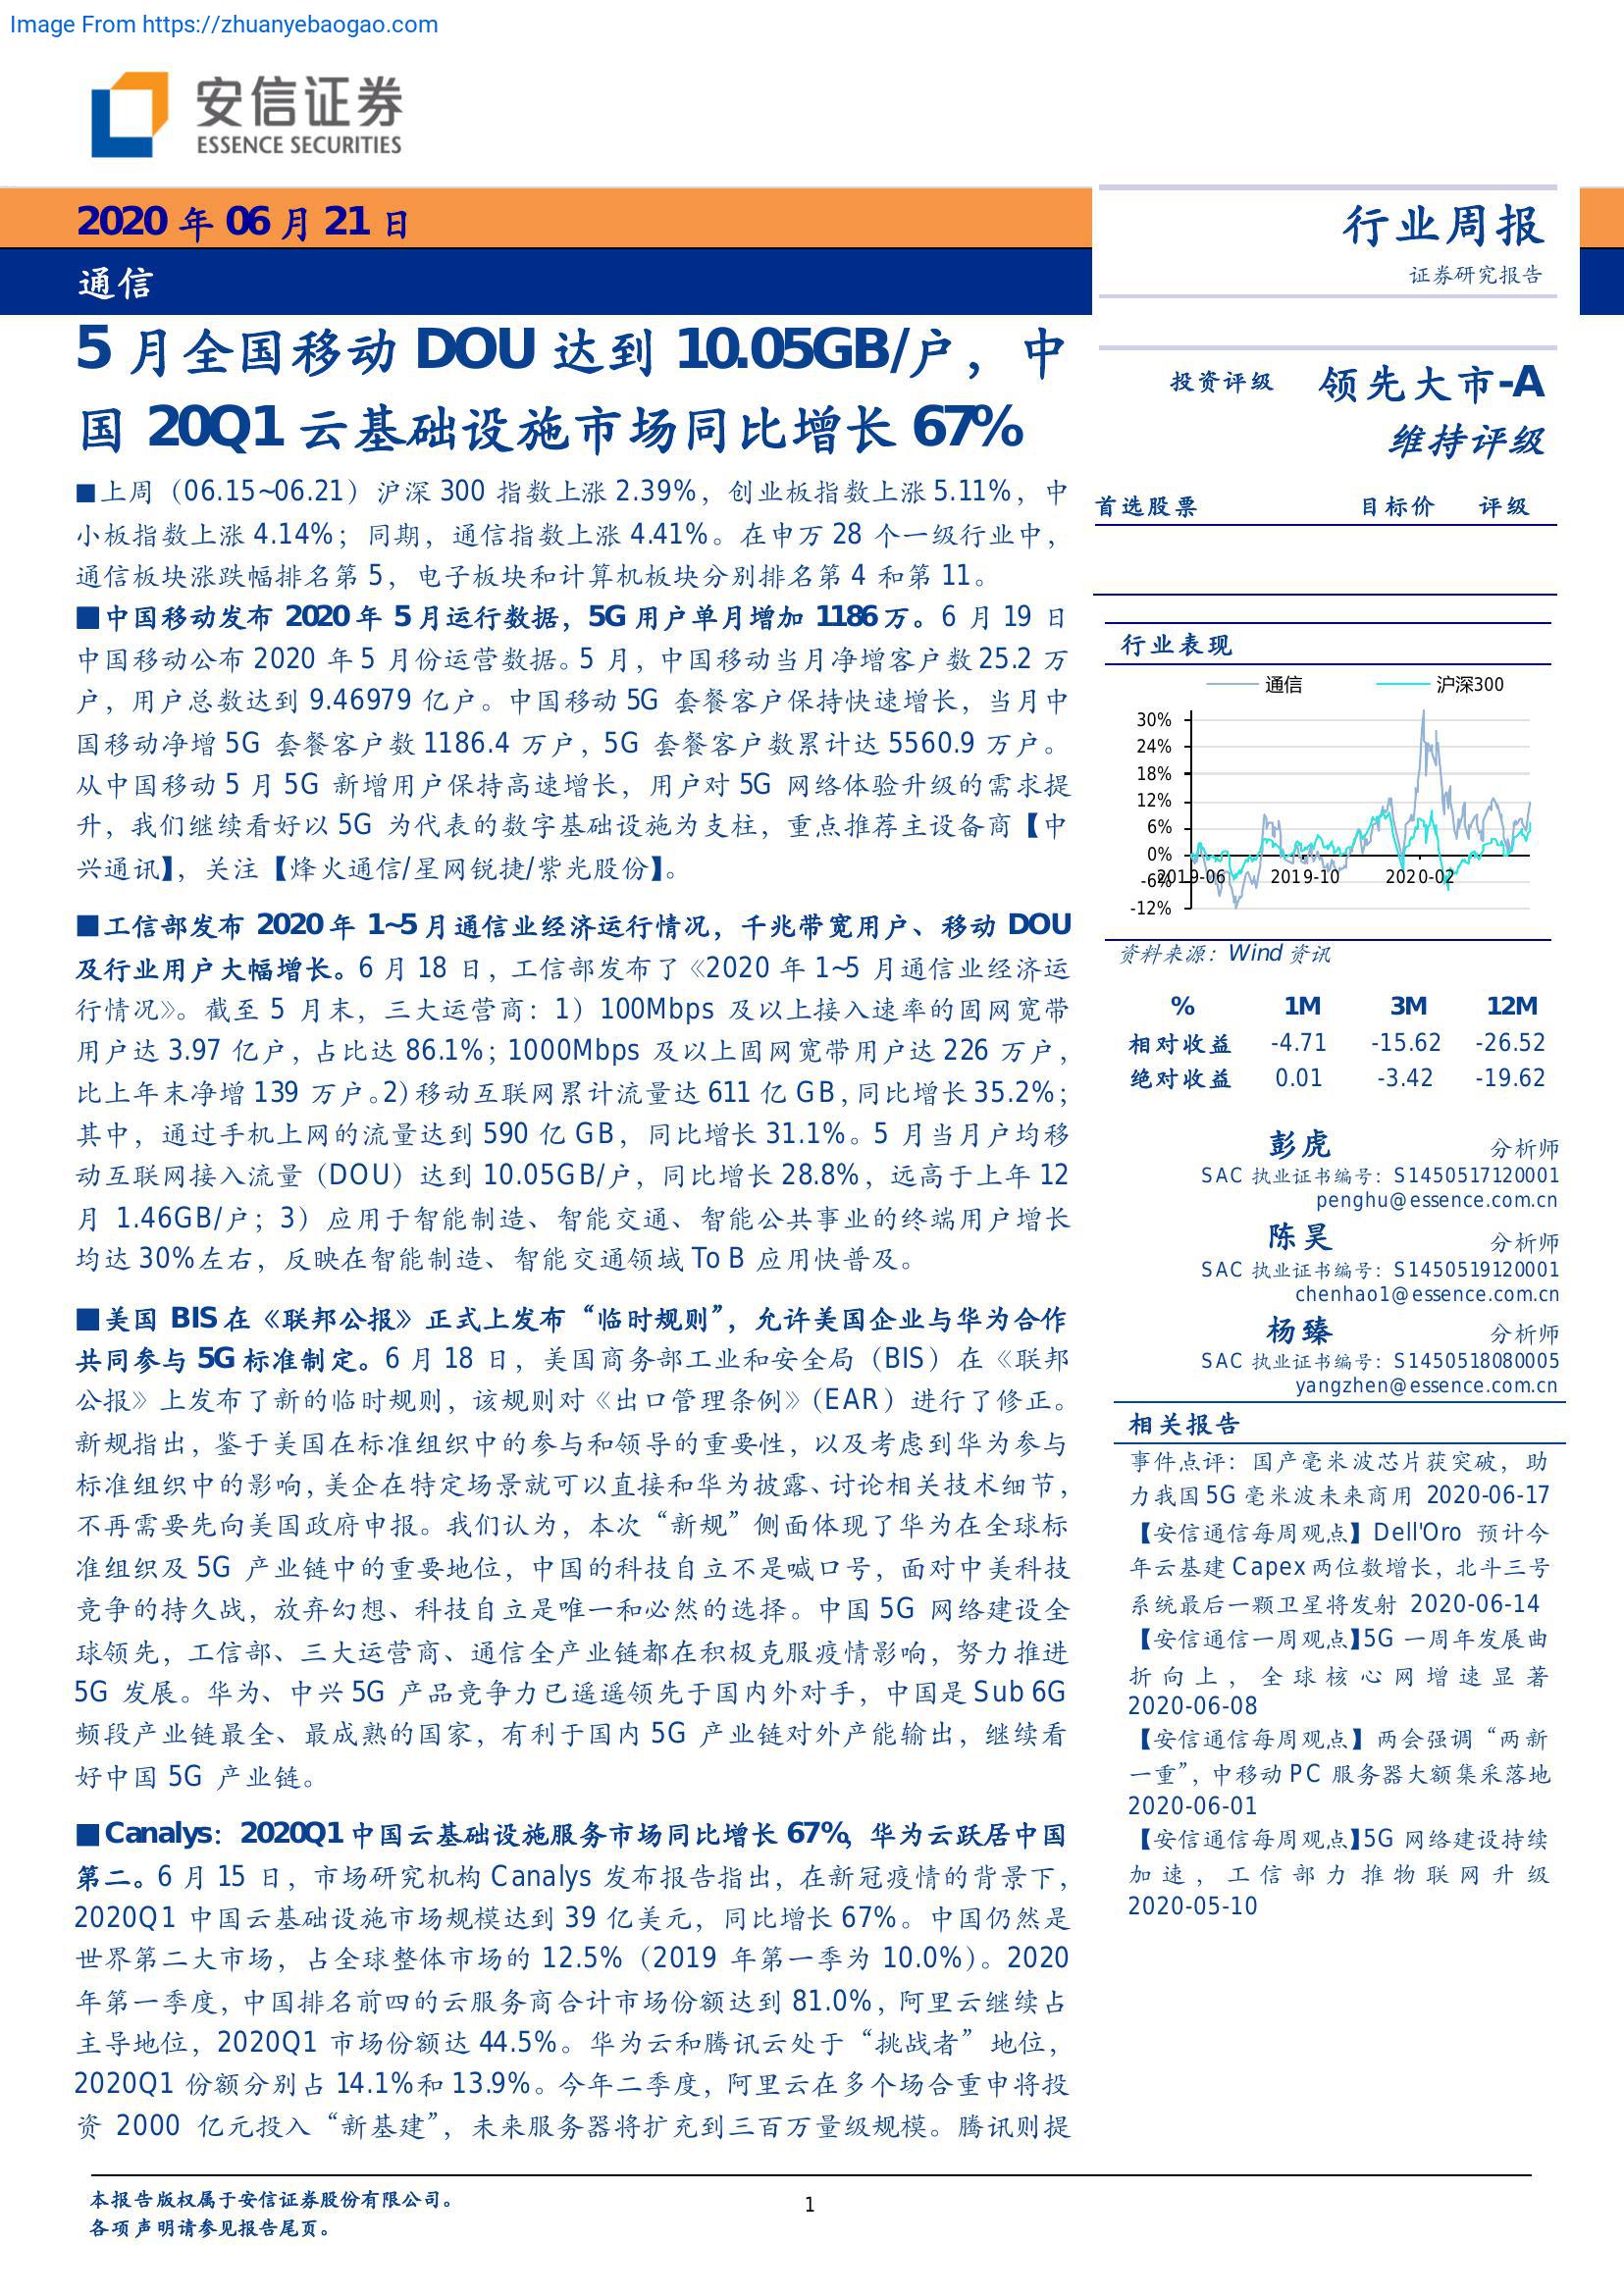 Image From https://zhuanyebaogao.com
安信证券
ESSENCE SECURITIES
2020 年 06 月 21 日
通信
5 月全国移动 DOU 达到 10.05GB/户，中
国 20Q1 云基础设施市场同比增长 67%
■上周（06.15~06.21）沪深 300 指数上涨 2.39%，创业板指数上涨 5.11%，中
小板指数上涨 4.14%；同期，通信指数上涨 4.41%。在申万 28 个一级行业中，
通信板块涨跌幅排名第 5，电子板块和计算机板块分别排名第 4 和第 11。
■中国移动发布 2020 年 5 月运行数据，5G 用户单月增加 1186 万。6 月 19 日
中国移动公布 2020 年 5 月份运营数据。5 月，中国移动当月净增客户数 25.2 万
户，用户总数达到 9.46979 亿户。中国移动 5G 套餐客户保持快速增长，当月中
国移动净增 5G 套餐客户数 1186.4 万户，5G 套餐客户数累计达 5560.9 万户。
从中国移动 5 月 5G 新增用户保持高速增长，用户对 5G 网络体验升级的需求提
升，我们继续看好以 5G 为代表的数字基础设施为支柱，重点推荐主设备商【中
兴通讯】，关注【烽火通信/星网锐捷/紫光股份】。
■工信部发布 2020 年 1~5 月通信业经济运行情况，千兆带宽用户、移动 DOU
及行业用户大幅增长。6 月 18 日，工信部发布了《2020 年 1~5 月通信业经济运
行情况》。截至 5 月末，三大运营商：1）100Mbps 及以上接入速率的固网宽带
用户达 3.97 亿户，占比达 86.1%；1000Mbps 及以上固网宽带用户达 226 万户，
比上年末净增 139 万户。2）移动互联网累计流量达 611 亿 GB，同比增长 35.2%；
其中，通过手机上网的流量达到 590 亿 GB，同比增长 31.1%。5 月当月户均移
动互联网接入流量（DOU）达到 10.05GB/户，同比增长 28.8%，远高于上年 12
月 1.46GB/户；3）应用于智能制造、智能交通、智能公共事业的终端用户增长
均达 30%左右，反映在智能制造、智能交通领域 To B 应用快普及。
■美国 BIS 在《联邦公报》正式上发布“临时规则”，允许美国企业与华为合作
共同参与 5G 标准制定。6 月 18 日，美国商务部工业和安全局（BIS）在《联邦
公报》上发布了新的临时规则，该规则对《出口管理条例》（EAR）进行了修正。
新规指出，鉴于美国在标准组织中的参与和领导的重要性，以及考虑到华为参与
标准组织中的影响，美企在特定场景就可以直接和华为披露、讨论相关技术细节，
不再需要先向美国政府申报。我们认为，本次“新规”侧面体现了华为在全球标
准组织及 5G 产业链中的重要地位，中国的科技自立不是喊口号，面对中美科技
竞争的持久战，放弃幻想、科技自立是唯一和必然的选择。中国 5G 网络建设全
球领先，工信部、三大运营商、通信全产业链都在积极克服疫情影响，努力推进
5G 发展。华为、中兴 5G 产品竞争力已遥遥领先于国内外对手，中国是 Sub 6G
频段产业链最全、最成熟的国家，有利于国内 5G 产业链对外产能输出，继续看
好中国 5G 产业链。
■Canalys：2020Q1 中国云基础设施服务市场同比增长 67%，华为云跃居中国
第二。6 月 15 日，市场研究机构 Canalys 发布报告指出，在新冠疫情的背景下，
2020Q1 中国云基础设施市场规模达到 39 亿美元，同比增长 67%。中国仍然是
世界第二大市场，占全球整体市场的 12.5%（2019 年第一季为 10.0%）。2020
年第一季度，中国排名前四的云服务商合计市场份额达到 81.0%，阿里云继续占
主导地位，2020Q1 市场份额达 44.5%。华为云和腾讯云处于“挑战者”地位，
2020Q1 份额分别占 14.1%和 13.9%。今年二季度，阿里云在多个场合重申将投
资 2000 亿元投入“新基建”，未来服务器将扩充到三百万量级规模。腾讯则提
行业周报
证券研究报告
投资评级 领先大市-A
维持评级
首选股票 目标价 评级
行业表现
通信 沪深300
30%
24%
18%
12%
6%
0%
-6%
-12%
2019-06 2019-10 2020-02
资料来源：Wind 资讯
% 1M 3M 12M
相对收益 -4.71 -15.62 -26.52
绝对收益 0.01 -3.42 -19.62
彭虎 分析师
SAC 执业证书编号：S1450517120001
penghu@essence.com.cn
陈昊 分析师
SAC 执业证书编号：S1450519120001
chenhao1@essence.com.cn
杨臻 分析师
SAC 执业证书编号：S1450518080005
yangzhen@essence.com.cn
相关报告
事件点评：国产毫米波芯片获突破，助
力我国 5G 毫米波未来商用 2020-06-17
【安信通信每周观点】Dell'Oro 预计今
年云基建 Capex 两位数增长，北斗三号
系统最后一颗卫星将发射 2020-06-14
【安信通信一周观点】5G 一周年发展曲
折向上，全球核心网增速显著
2020-06-08
【安信通信每周观点】两会强调“两新
一重”，中移动 PC 服务器大额集采落地
2020-06-01
【安信通信每周观点】5G 网络建设持续
加速，工信部力推物联网升级
2020-05-10
本报告版权属于安信证券股份有限公司。
各项声明请参见报告尾页。
1